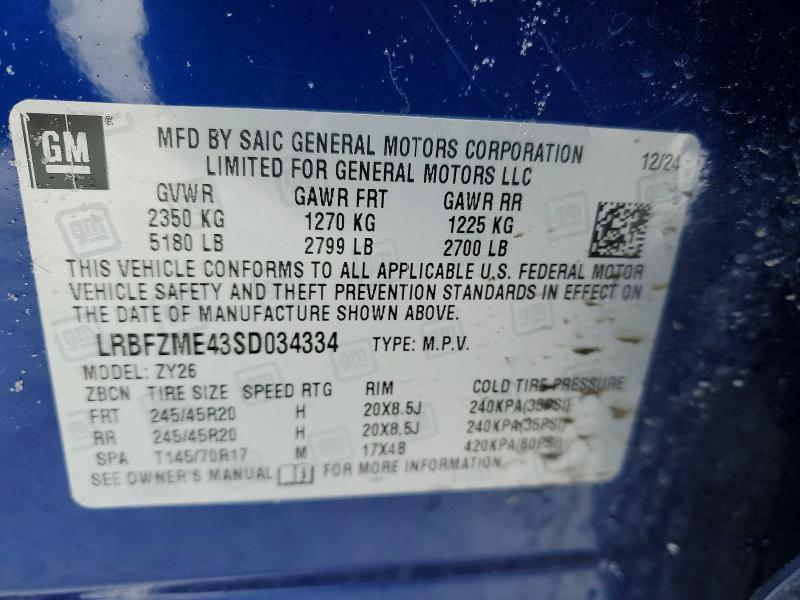 GM
MFD BY SAIC GENERAL MOTORS CORPORATION
LIMITED FOR GENERAL MOTORS LLC
12/24
GVWR GAWR FRT GAWR RR
2350 KG 1270 KG 1225 KG
5180 LB 2799 LB 2700 LB
THIS VEHICLE CONFORMS TO ALL APPLICABLE U.S. FEDERAL MOTOR
VEHICLE SAFETY AND THEFT PREVENTION STANDARDS IN EFFECT ON
THE DATE OF MANUFACTURE SHOWN ABOVE.
LRBFZME43SD034334 TYPE: M.P.V.
MODEL: ZY26
ZBCN TIRE SIZE SPEED RTG RIM COLD TIRE PRESSURE
FRT 245/45R20 H 20X8.5J 240KPA(35PSI)
RR 245/45R20 H 20X8.5J 240KPA(35PSI)
SPA T145/70R17 M 17X4B 420KPA(60PSI)
SEE OWNER'S MANUAL FOR MORE INFORMATION.